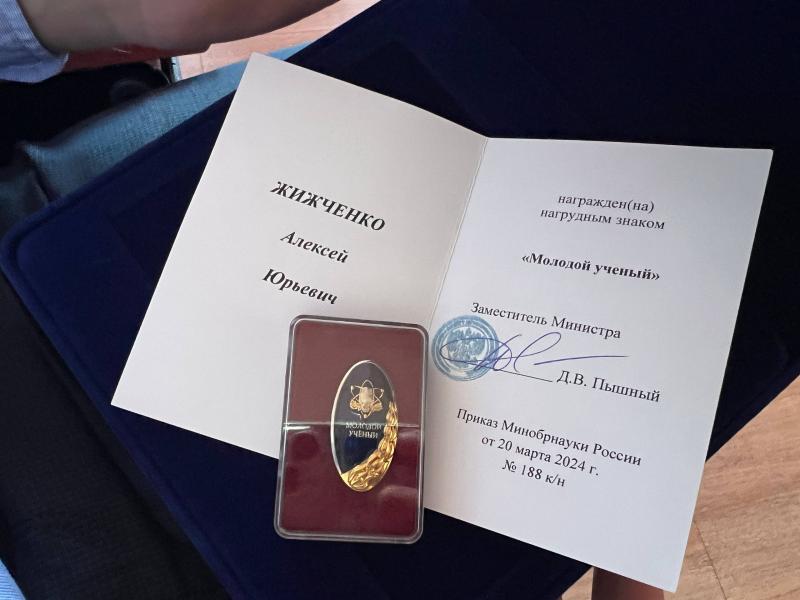 ЖИЖЧЕНКО
Алексей
Юрьевич
награжден(на)
нагрудным знаком
«Молодой ученый»
Заместитель Министра
Д.В. Пышный
Приказ Минобрнауки России
от 20 марта 2024 г.
№ 188 к/н
МОЛОДОЙ
УЧЁНЫЙ